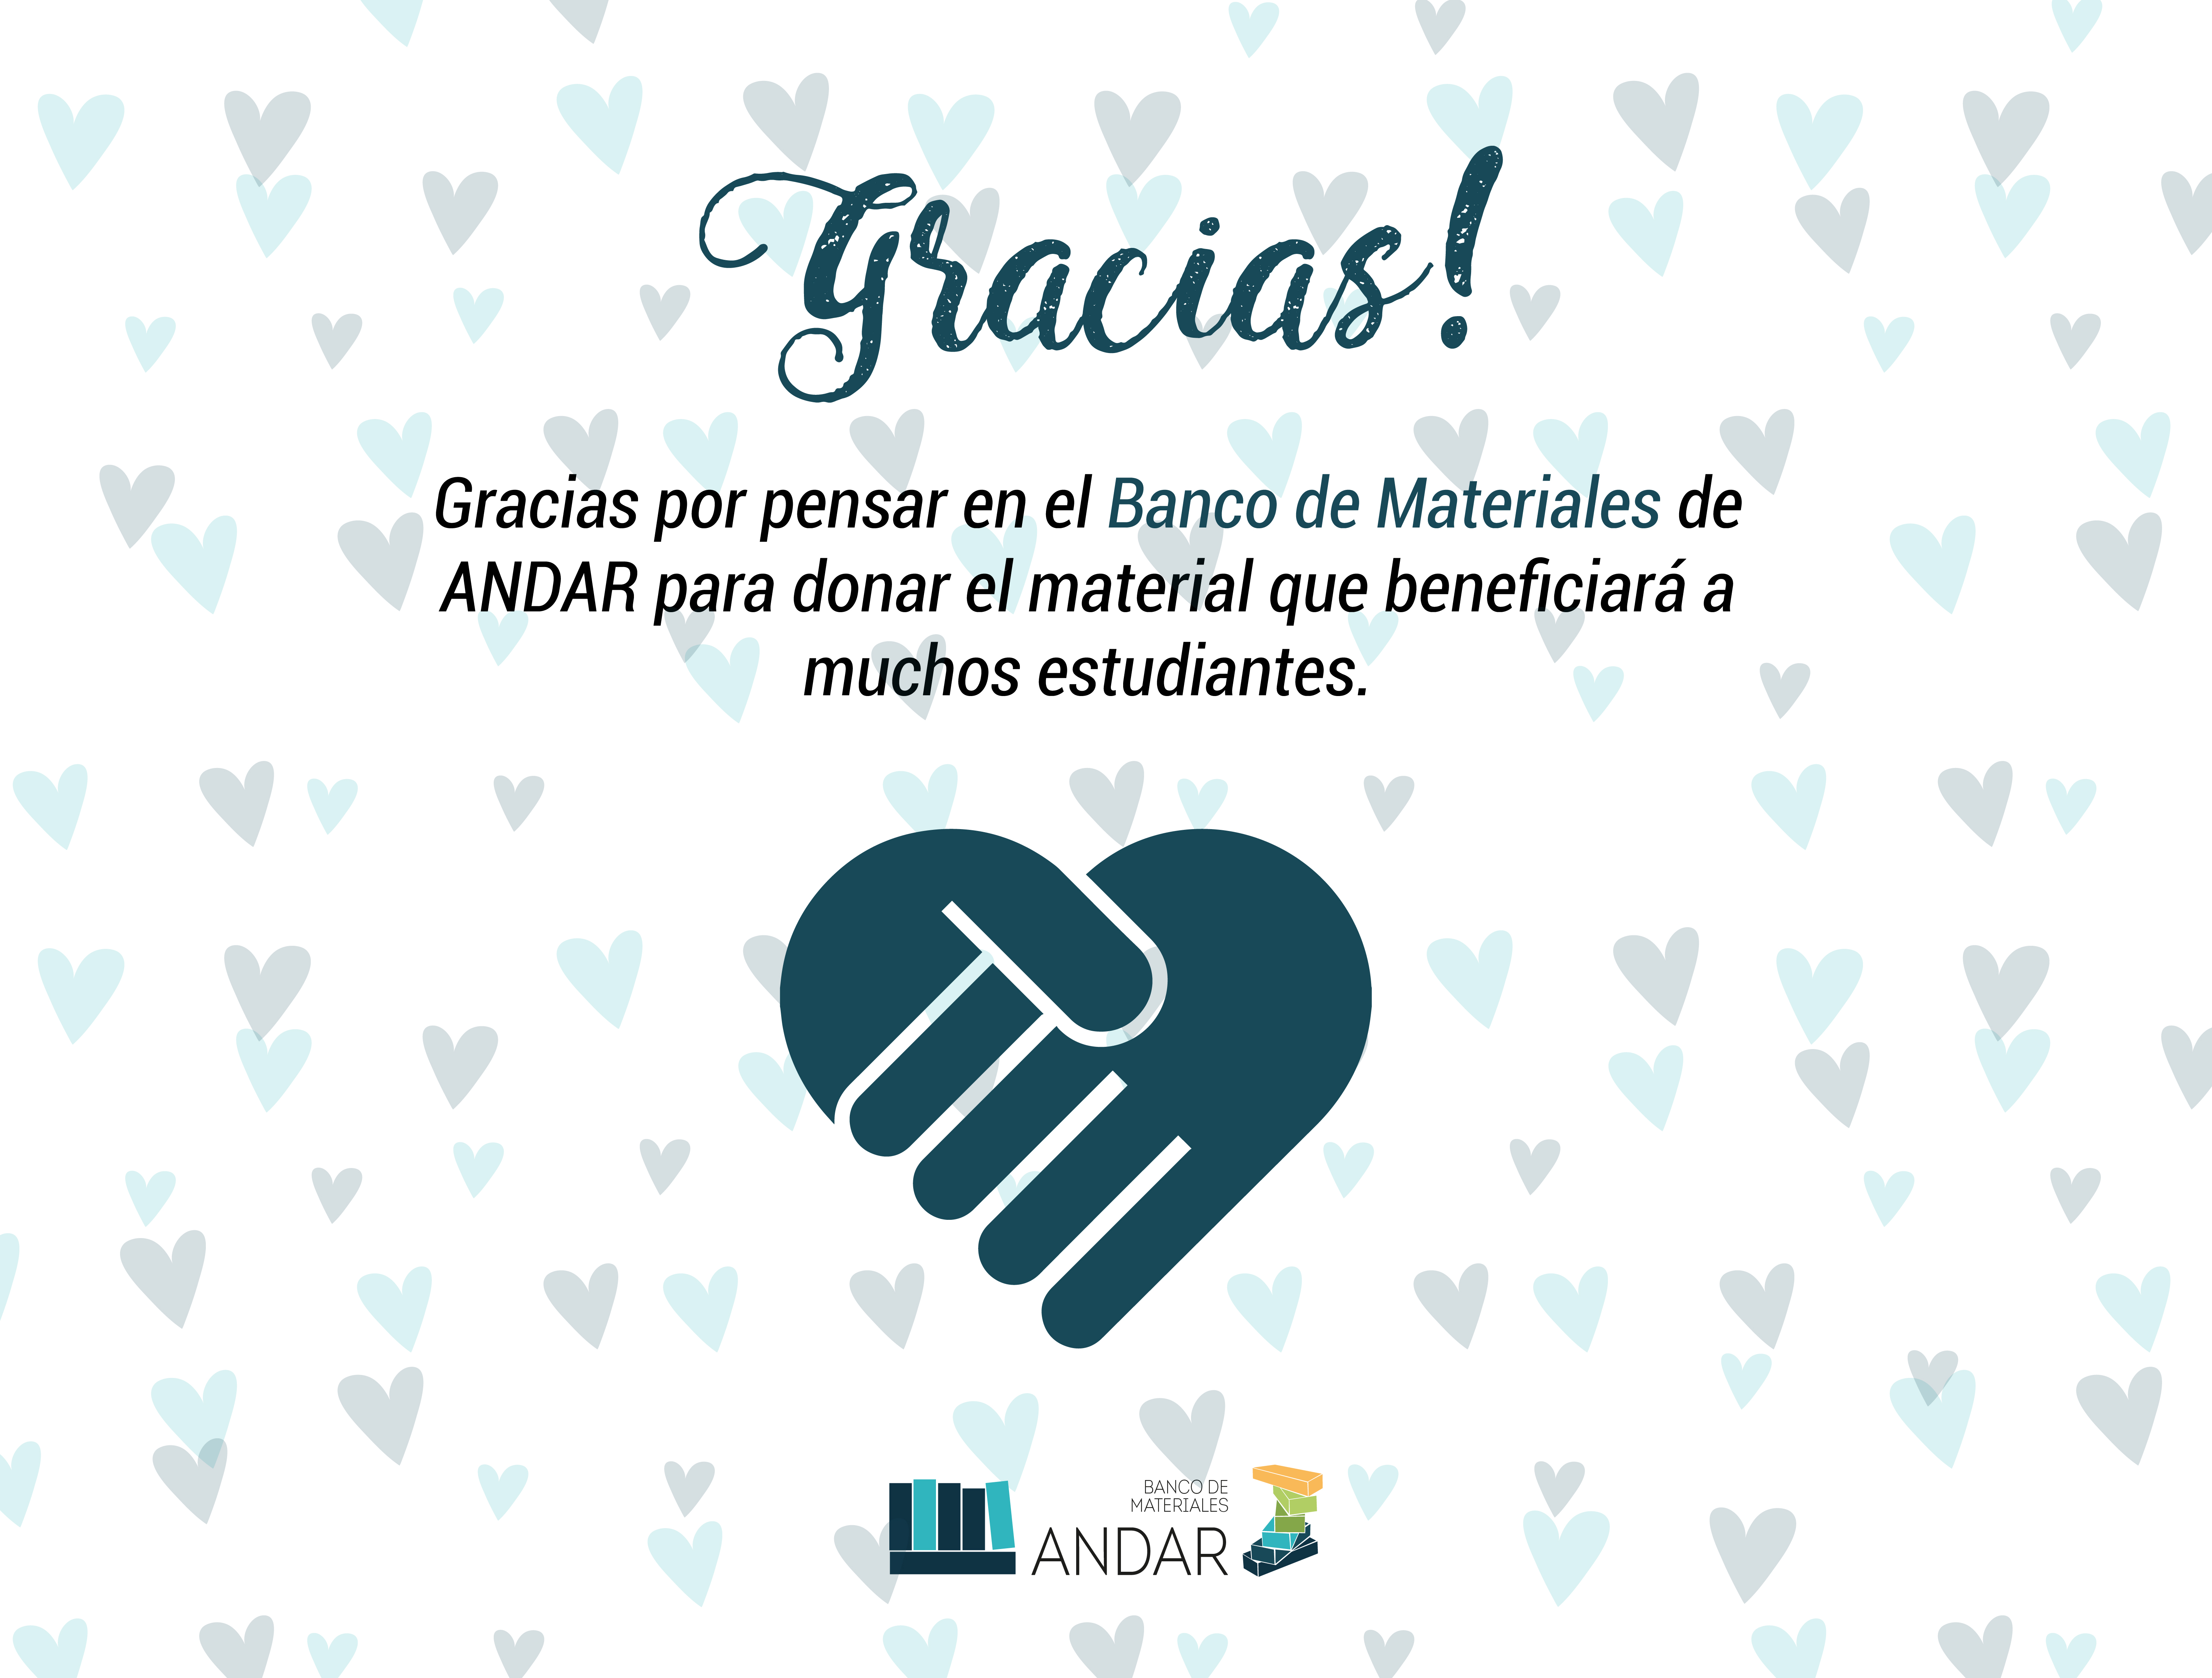 Gracias!
Gracias por pensar en el Banco de Materiales de
ANDAR para donar el material que beneficiará a
muchos estudiantes.
BANCO DE
MATERIALES
ANDAR